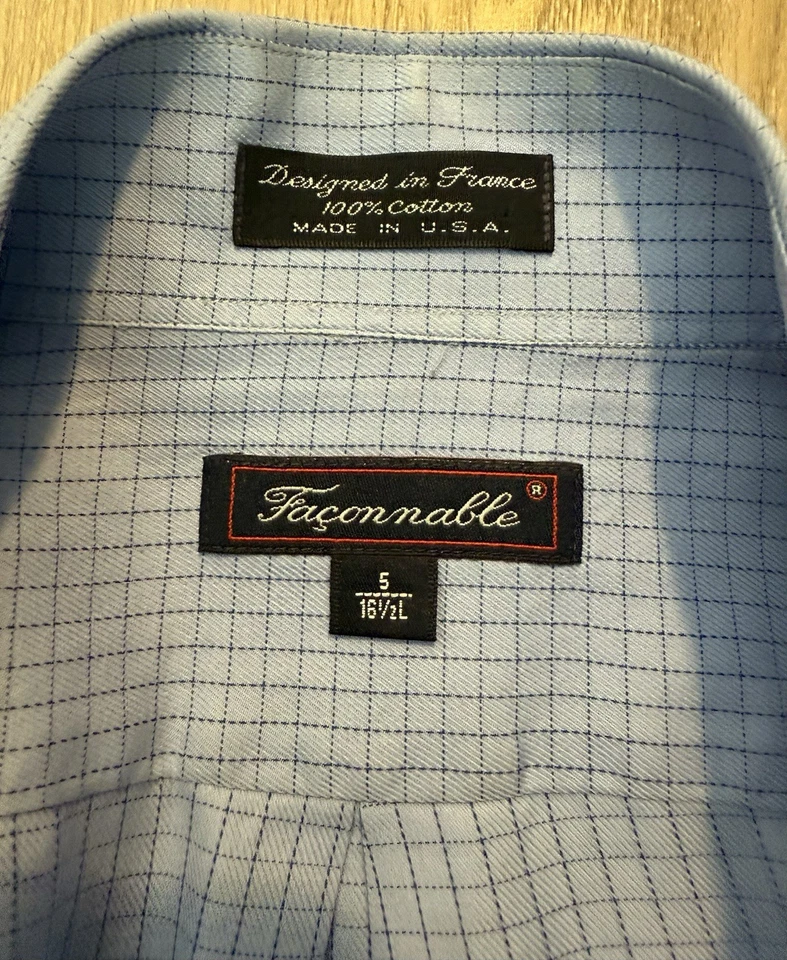 Designed in France
100% Cotton
MADE IN U.S.A.
Façonnable®
5
16½L